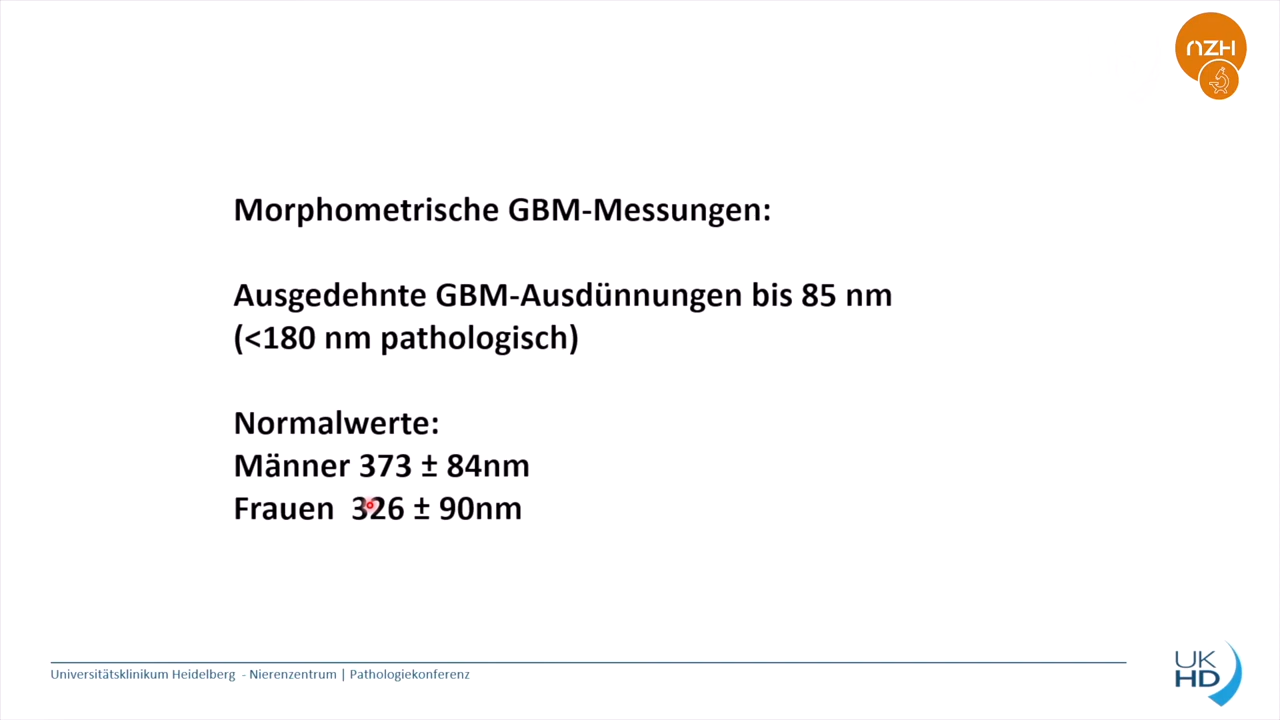 nZH
Morphometrische GBM-Messungen:
Ausgedehnte GBM-Ausdünnungen bis 85 nm
(<180 nm pathologisch)
Normalwerte:
Männer 373 ± 84nm
Frauen 326 ± 90nm
Universitätsklinikum Heidelberg - Nierenzentrum | Pathologiekonferenz
UK
HD